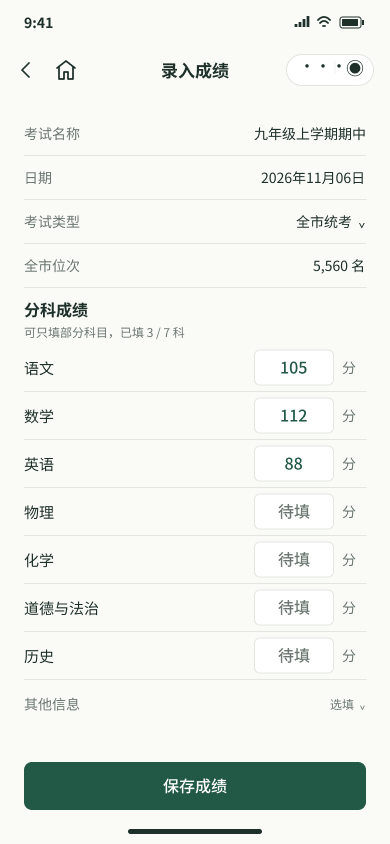 9:41
录入成绩
考试名称 九年级上学期期中
日期 2026年11月06日
考试类型 全市统考
全市位次 5,560 名
分科成绩
可只填部分科目，已填 3 / 7 科
语文 105 分
数学 112 分
英语 88 分
物理 待填 分
化学 待填 分
道德与法治 待填 分
历史 待填 分
其他信息 选填
保存成绩